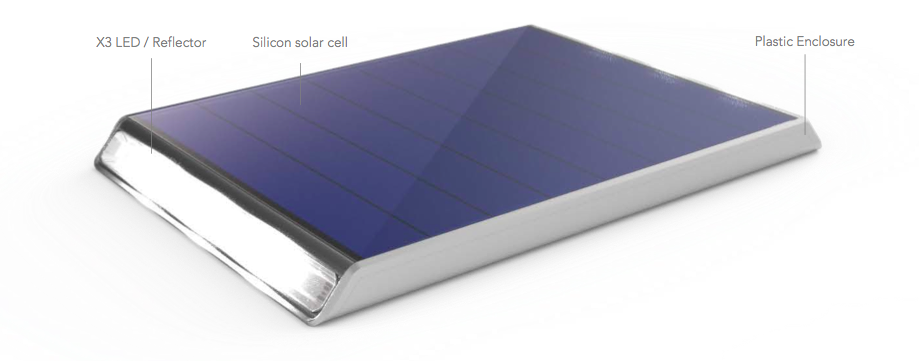 X3 LED / Reflector
Silicon solar cell
Plastic Enclosure